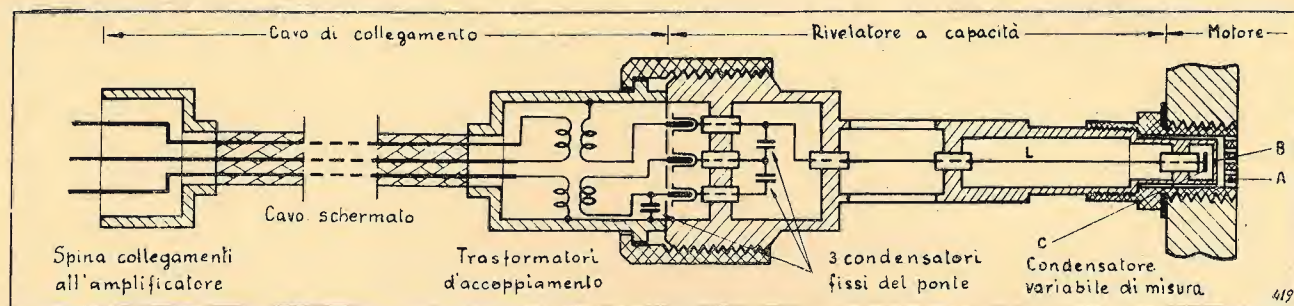 Cavo di collegamento
Rivelatore a capacità
Motore
L
B
A
Cavo schermato
C
Spina collegamenti
all'amplificatore
Trasformatori
d'accoppiamento
3 condensatori
fissi del ponte
Condensatore
variabile di misura
419